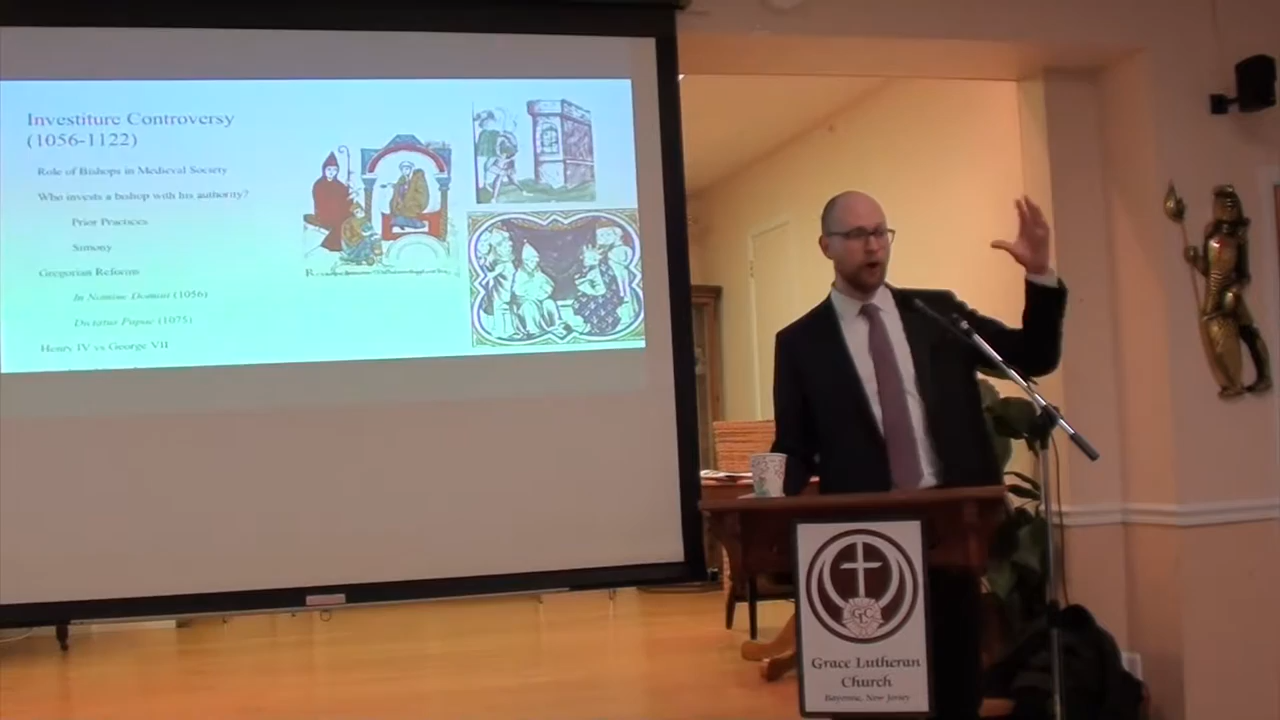 Investiture Controversy
(1056-1122)
Role of Bishops in Medieval Society
Who invests a bishop with his authority?
Prior Practices
Simony
Gregorian Reforms
In Nomine Domini (1056)
Dictatus Papae (1075)
Henry IV vs George VII
Grace Lutheran
Church
Bayonne, New Jersey